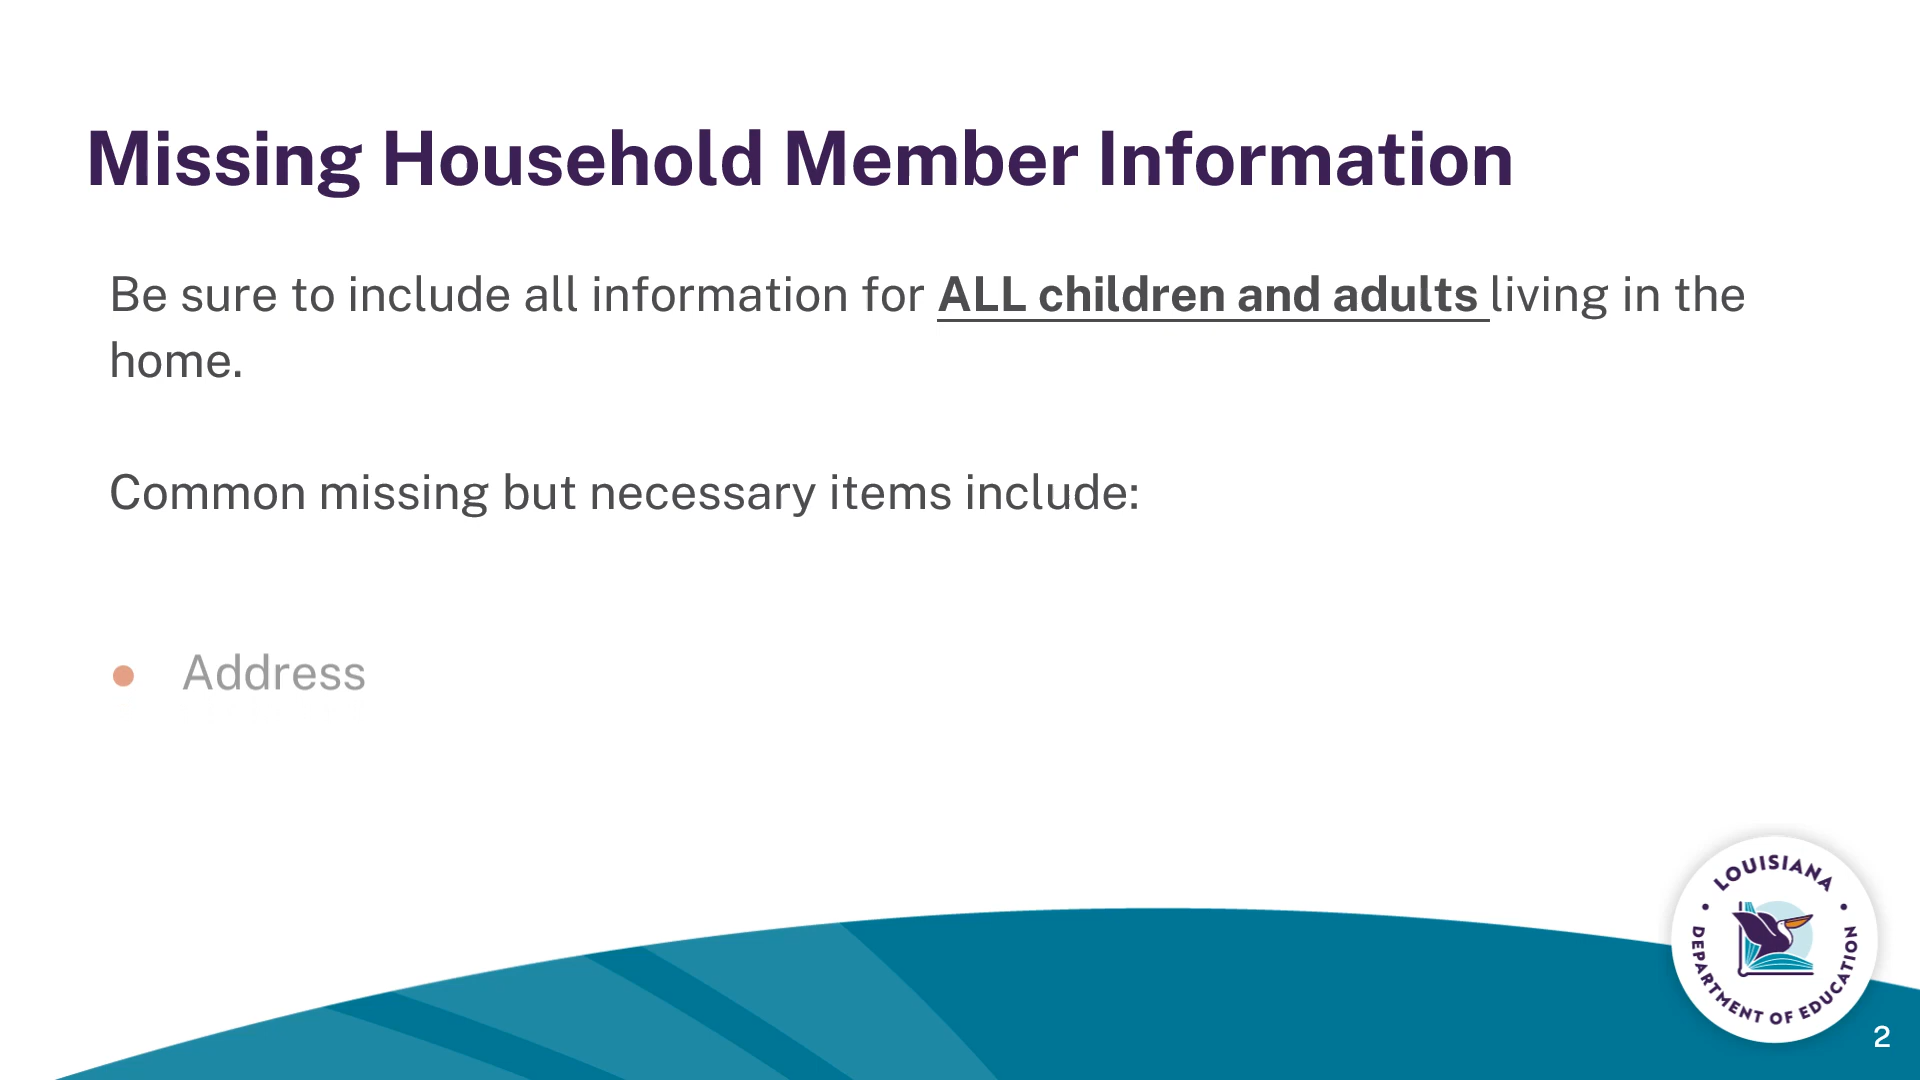 Missing Household Member Information
Be sure to include all information for ALL children and adults living in the
home.
Common missing but necessary items include:
● Address
LOUISIANA
DEPARTMENT OF EDUCATION
2